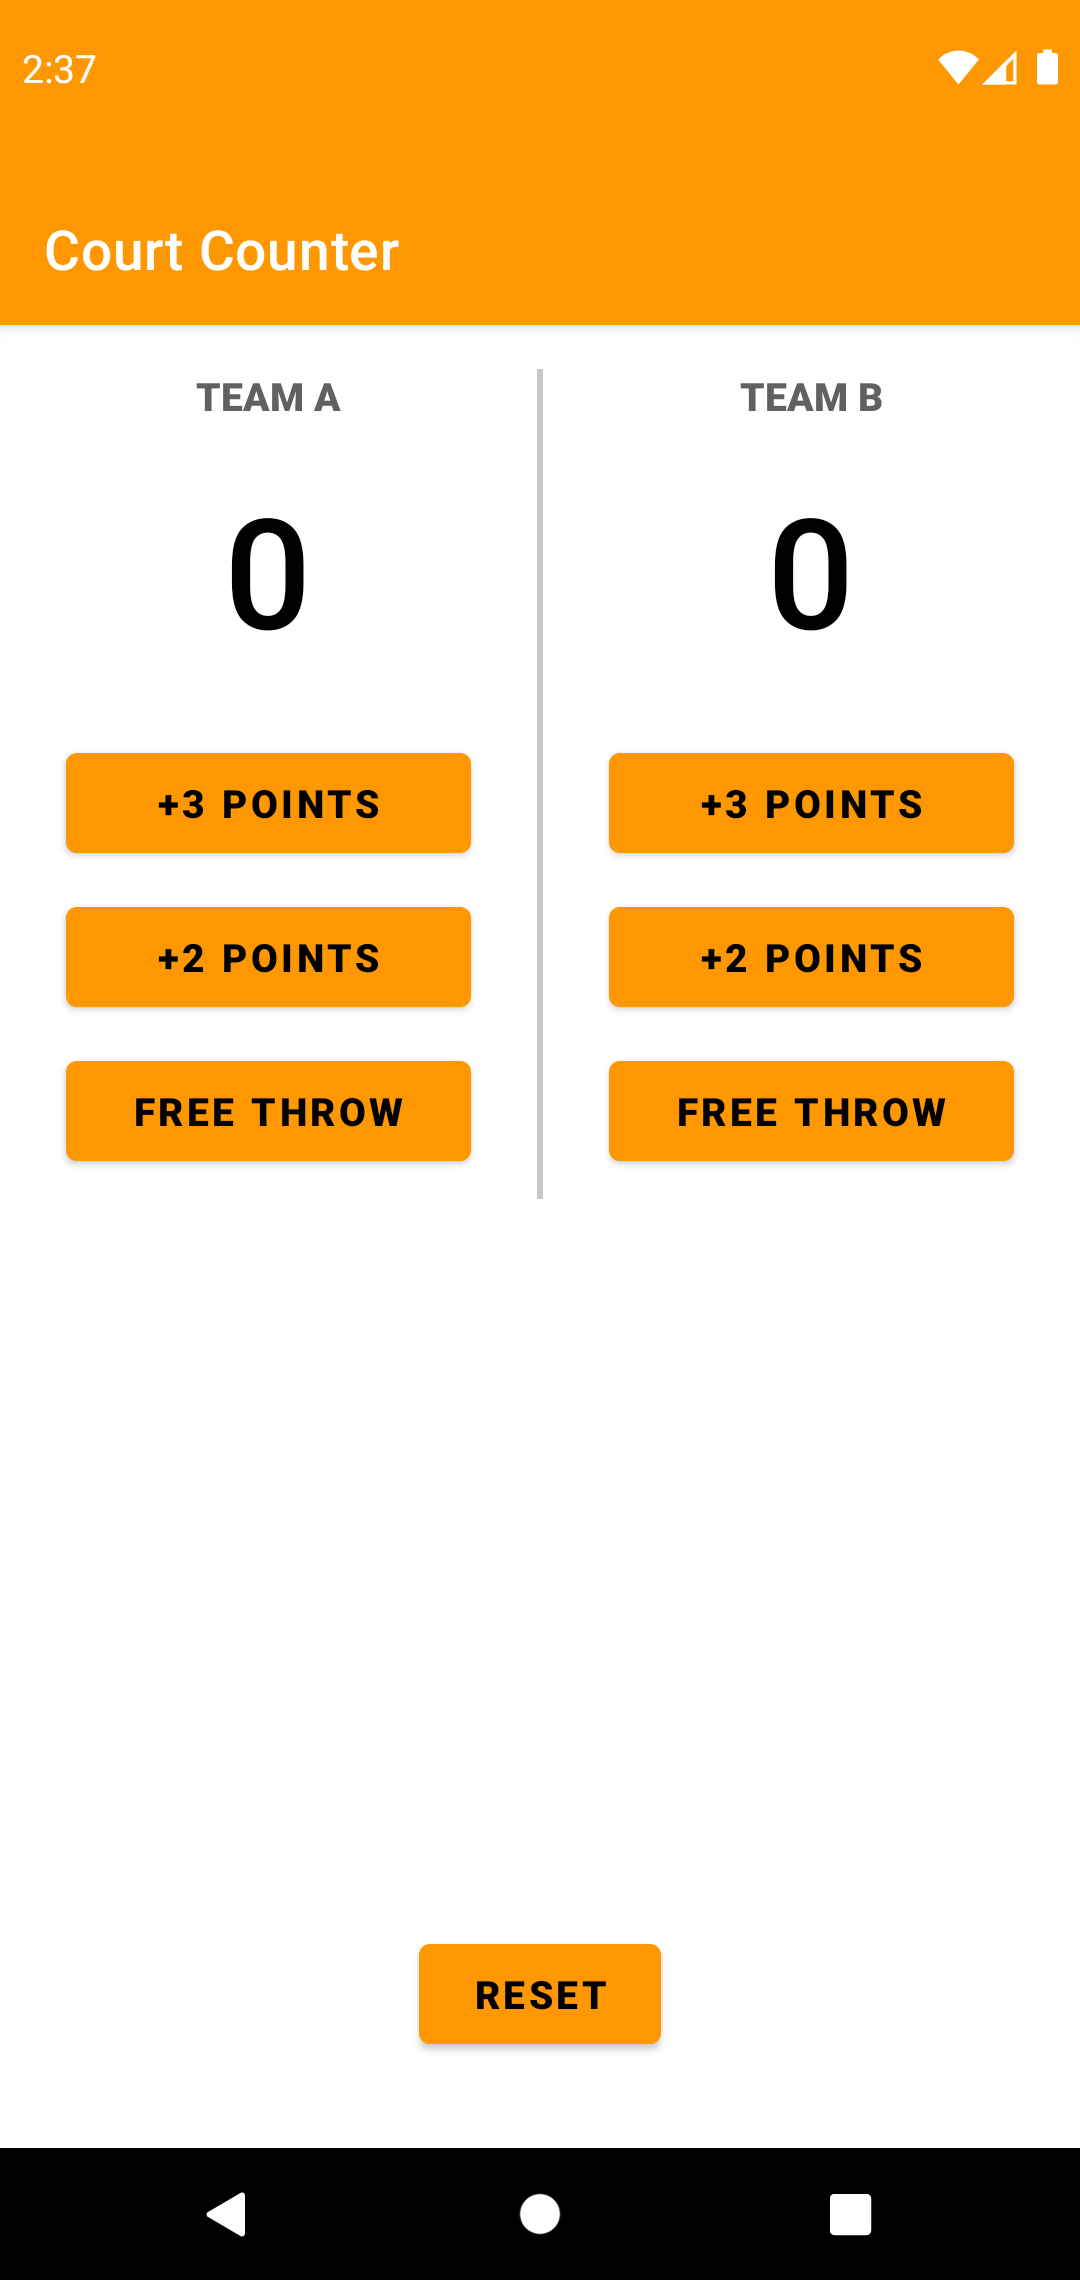 2:37
Court Counter
TEAM A
0
+3 POINTS
+2 POINTS
FREE THROW
TEAM B
0
+3 POINTS
+2 POINTS
FREE THROW
RESET